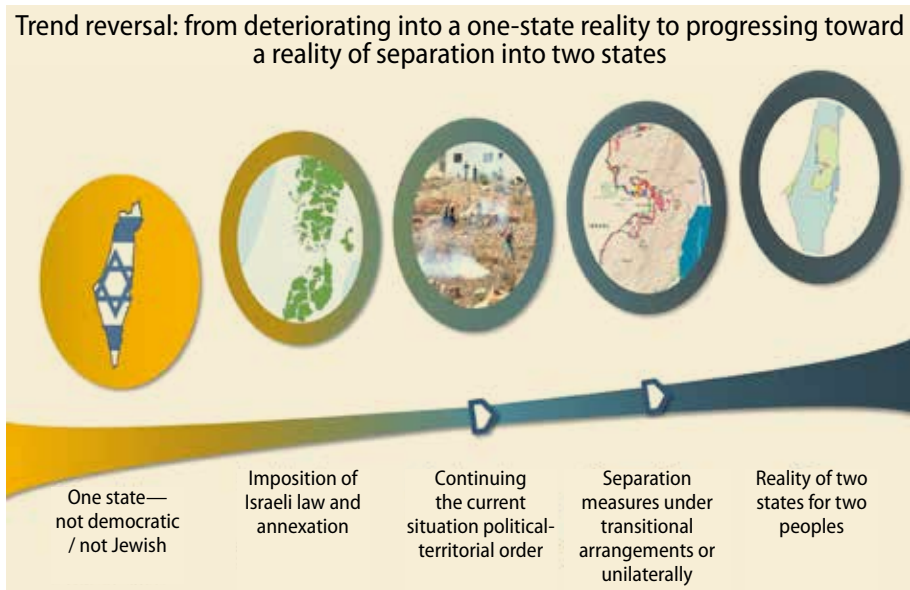 Trend reversal: from deteriorating into a one-state reality to progressing toward
a reality of separation into two states
One state—
not democratic
/ not Jewish
Imposition of
Israeli law and
annexation
Continuing
the current
situation political-
territorial order
Separation
measures under
transitional
arrangements or
unilaterally
Reality of two
states for two
peoples